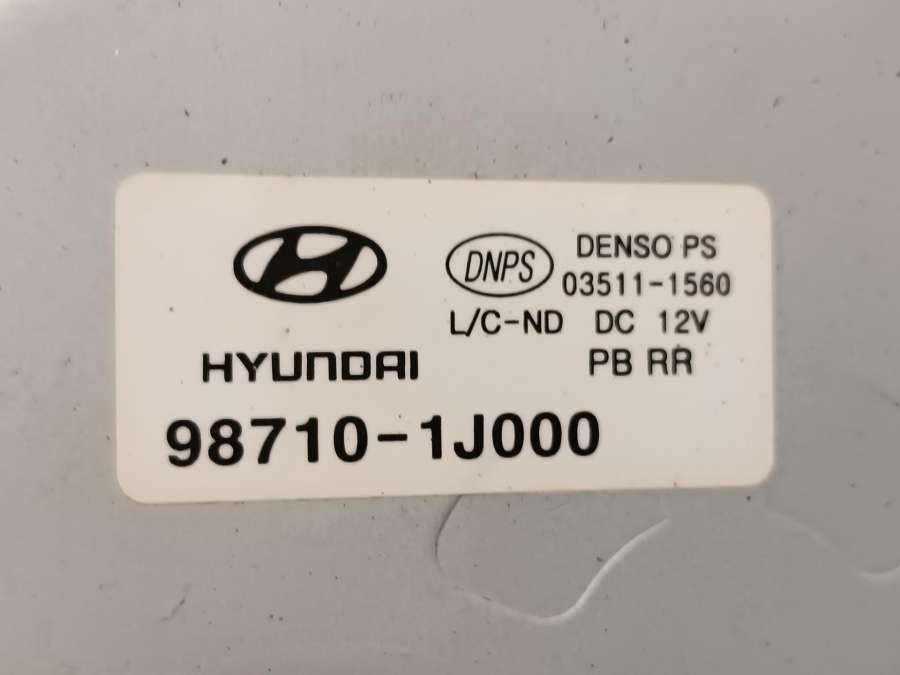 HYUNDAI
DNPS
DENSO PS
03511-1560
L/C-ND DC 12V
PB RR
98710-1J000